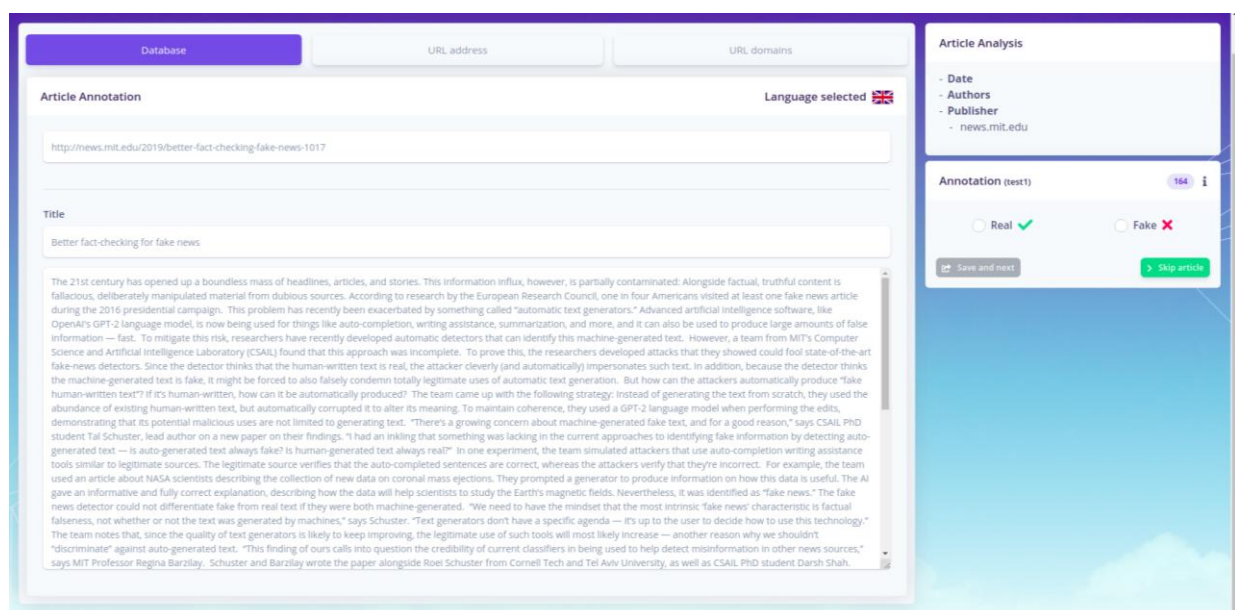 Database
URL address
URL domains
Article Annotation
Language selected
http://news.mit.edu/2019/better-fact-checking-fake-news-1017
Title
Better fact-checking for fake news
The 21st century has opened up a boundless mass of headlines, articles, and stories. This information influx, however, is partially contaminated: Alongside factual, truthful content is
fallacious, deliberately manipulated material from dubious sources. According to research by the European Research Council, one in four Americans visited at least one fake news article
during the 2016 presidential campaign. This problem has recently been exacerbated by something called "automatic text generators." Advanced artificial intelligence software, like
OpenAI's GPT-2 language model, is now being used for things like auto-completion, writing assistance, summarization, and more, and it can also be used to produce large amounts of false
information — fast. To mitigate this risk, researchers have recently developed automatic detectors that can identify this machine-generated text. However, a team from MIT's Computer
Science and Artificial Intelligence Laboratory (CSAIL) found that this approach was incomplete. To prove this, the researchers developed attacks that they showed could fool state-of-the-art
fake-news detectors. Since the detector thinks that the human-written text is real, the attacker cleverly (and automatically) impersonates such text. In addition, because the detector thinks
the machine-generated text is fake, it might be forced to also falsely condemn totally legitimate uses of automatic text generation. But how can the attackers automatically produce "fake
human-written text"? If it's human-written, how can it be automatically produced? The team came up with the following strategy: Instead of generating the text from scratch, they used the
abundance of existing human-written text, but automatically corrupted it to alter its meaning. To maintain coherence, they used a GPT-2 language model when performing the edits,
demonstrating that its potential malicious uses are not limited to generating text. "There's a growing concern about machine-generated fake text, and for a good reason," says CSAIL PhD
student Tal Schuster, lead author on a new paper on their findings. "I had an inkling that something was lacking in the current approaches to identifying fake information by detecting auto-
generated text — is auto-generated text always fake? Is human-generated text always real?" In one experiment, the team simulated attackers that use auto-completion writing assistance
tools similar to legitimate sources. The legitimate source verifies that the auto-completed sentences are correct, whereas the attackers verify that they're incorrect. For example, the team
used an article about NASA scientists describing the collection of new data on coronal mass ejections. They prompted a generator to produce information on how this data is useful. The AI
gave an informative and fully correct explanation, describing how the data will help scientists to study the Earth's magnetic fields. Nevertheless, it was identified as "fake news." The fake
news detector could not differentiate fake from real text if they were both machine-generated. "We need to have the mindset that the most intrinsic 'fake news' characteristic is factual
falseness, not whether or not the text was generated by machines," says Schuster. "Text generators don't have a specific agenda — it's up to the user to decide how to use this technology."
The team notes that, since the quality of text generators is likely to keep improving, the legitimate use of such tools will most likely increase — another reason why we shouldn't
"discriminate" against auto-generated text. "This finding of ours calls into question the credibility of current classifiers in being used to help detect misinformation in other news sources,"
says MIT Professor Regina Barzilay. Schuster and Barzilay wrote the paper alongside Roei Schuster from Cornell Tech and Tel Aviv University, as well as CSAIL PhD student Darsh Shah.
Article Analysis
- Date
- Authors
- Publisher
- news.mit.edu
Annotation (test1)
164
Real
Fake
Save and next
Skip article